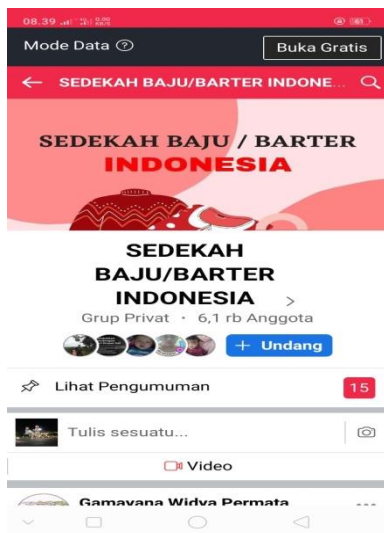 08.39
Mode Data
Buka Gratis
SEDEKAH BAJU/BARTER INDONE...
SEDEKAH BAJU / BARTER
INDONESIA
SEDEKAH
BAJU/BARTER
INDONESIA >
Grup Privat · 6,1 rb Anggota
+ Undang
Lihat Pengumuman
15
Tulis sesuatu...
Video
Gamayana Widya Permata